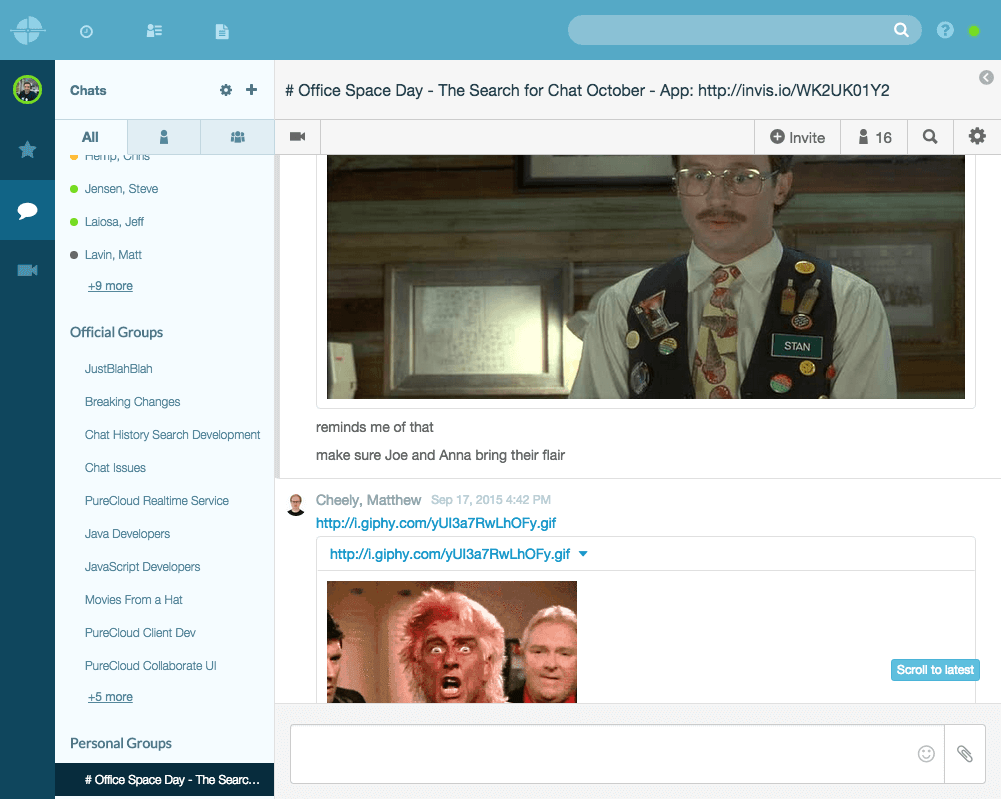 Chats
# Office Space Day - The Search for Chat October - App: http://invis.io/WK2UK01Y2
All
Invite
16
Hemp, Chris
Jensen, Steve
Laiosa, Jeff
Lavin, Matt
+9 more
Official Groups
JustBlahBlah
Breaking Changes
Chat History Search Development
Chat Issues
PureCloud Realtime Service
Java Developers
JavaScript Developers
Movies From a Hat
PureCloud Client Dev
PureCloud Collaborate UI
+5 more
Personal Groups
# Office Space Day - The Searc...
STAN
reminds me of that
make sure Joe and Anna bring their flair
Cheely, Matthew Sep 17, 2015 4:42 PM
http://i.giphy.com/yUI3a7RwLhOFy.gif
http://i.giphy.com/yUI3a7RwLhOFy.gif
Scroll to latest